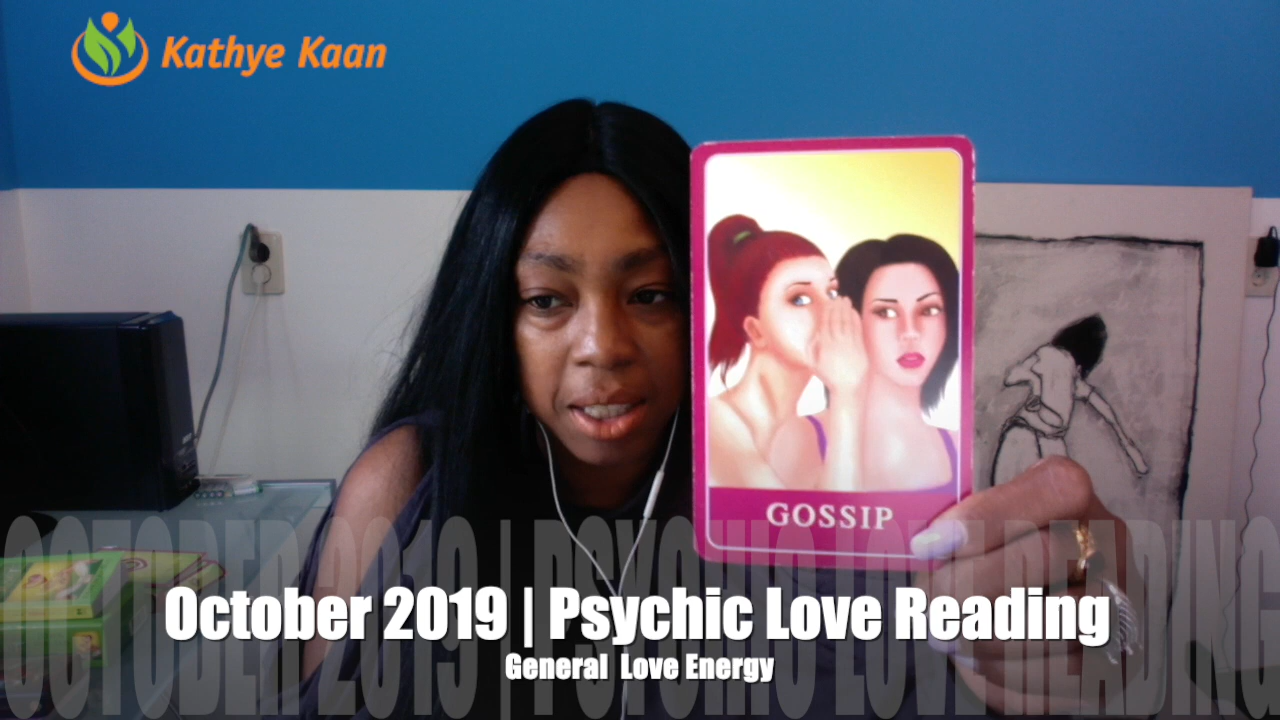 Kathye Kaan
GOSSIP
OCTOBER 2019 | PSYCHIC LOVE READING
October 2019 | Psychic Love Reading
General Love Energy